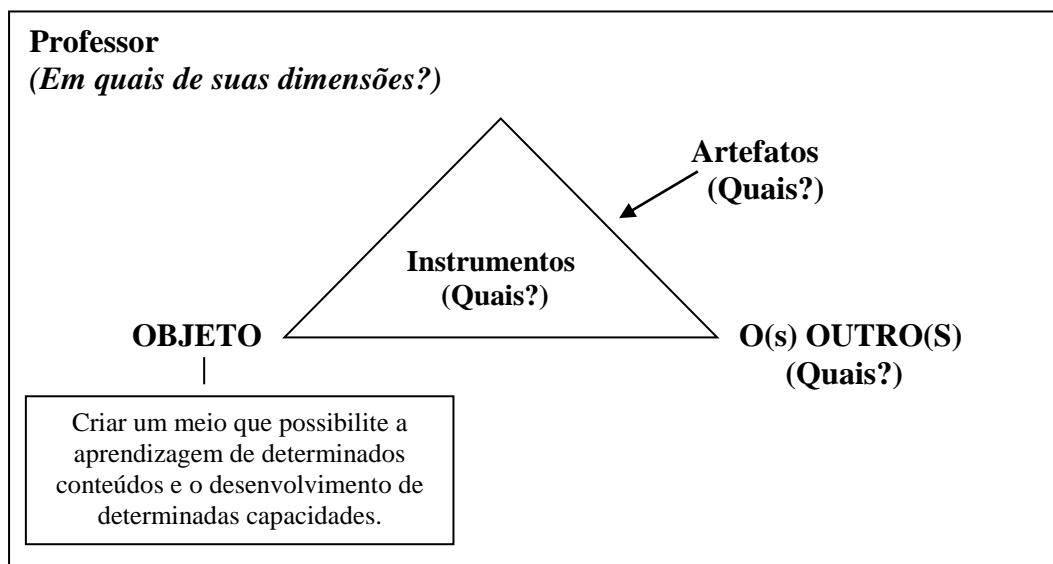 Professor
(Em quais de suas dimensões?)
Artefatos
(Quais?)
Instrumentos
(Quais?)
OBJETO
O(s) OUTRO(S)
(Quais?)
Criar um meio que possibilite a
aprendizagem de determinados
conteúdos e o desenvolvimento de
determinadas capacidades.